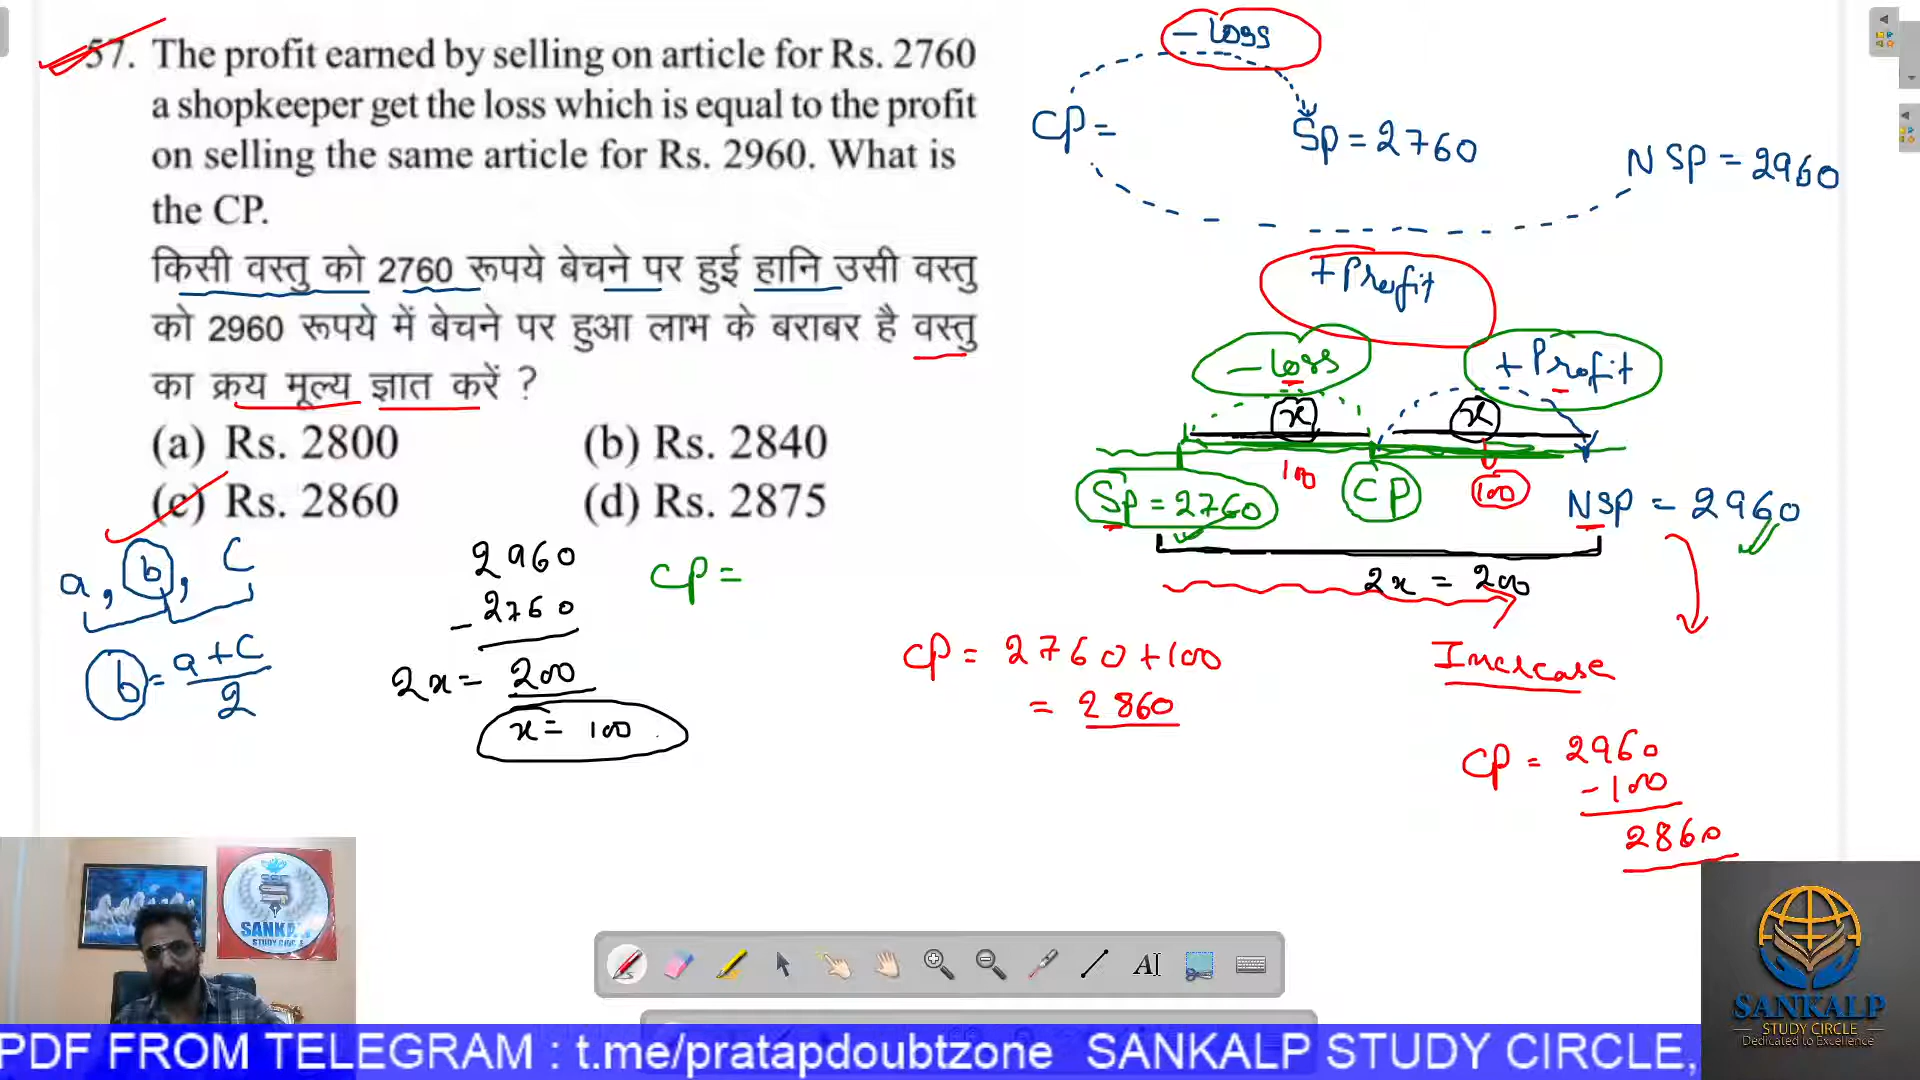 57. The profit earned by selling on article for Rs. 2760
a shopkeeper get the loss which is equal to the profit
on selling the same article for Rs. 2960. What is
the CP.
किसी वस्तु को 2760 रूपये बेचने पर हुई हानि उसी वस्तु
को 2960 रूपये में बेचने पर हुआ लाभ के बराबर है वस्तु
का क्रय मूल्य ज्ञात करें ?
(a) Rs. 2800 (b) Rs. 2840
(c) Rs. 2860 (d) Rs. 2875
a, b, c
b = a+c
2
2960
- 2760
2x = 200
x = 100
CP =
- loss
CP =
SP = 2760
NSP = 2960
+ Profit
- loss
+ Profit
x
x
100
100
SP = 2760
CP
NSP = 2960
2x = 200
CP = 2760+100
= 2860
Increase
CP = 2960
-100
2860
SANKALP
STUDY CIRCLE
AI
SANKALP
STUDY CIRCLE
Dedicated to Excellence
PDF FROM TELEGRAM : t.me/pratapdoubtzone SANKALP STUDY CIRCLE,